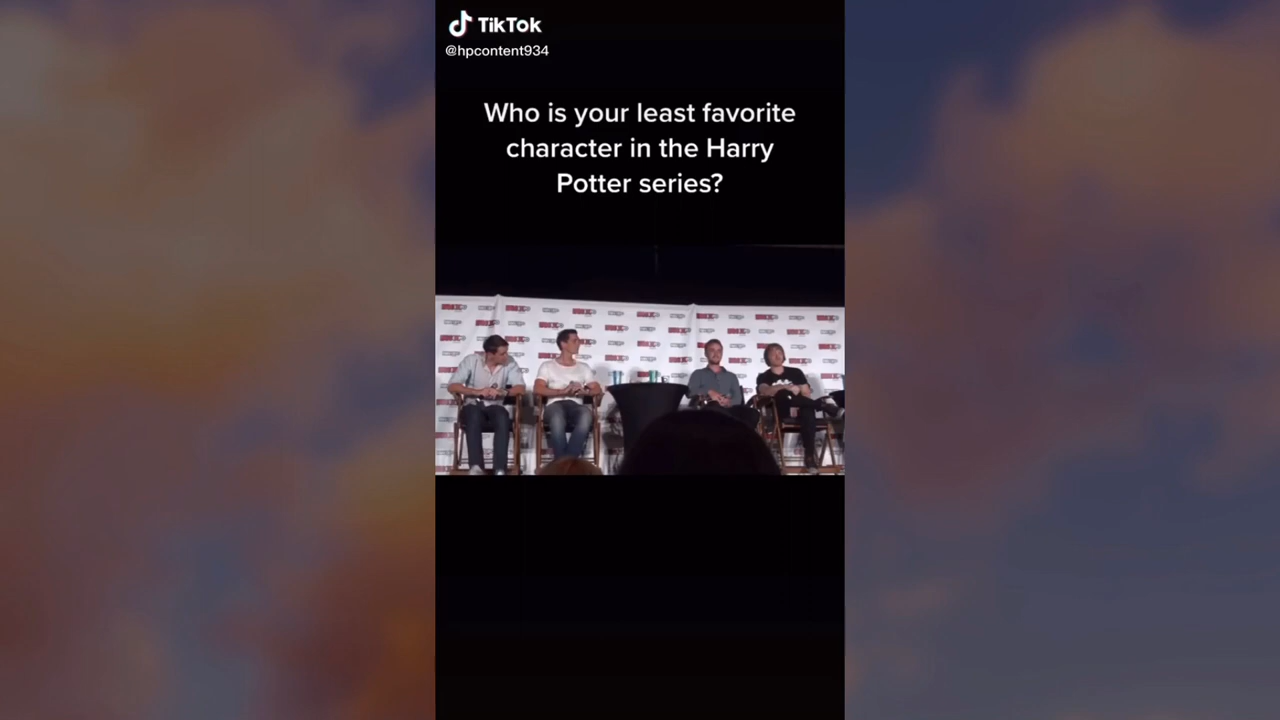 TikTok
@hpcontent934
Who is your least favorite
character in the Harry
Potter series?